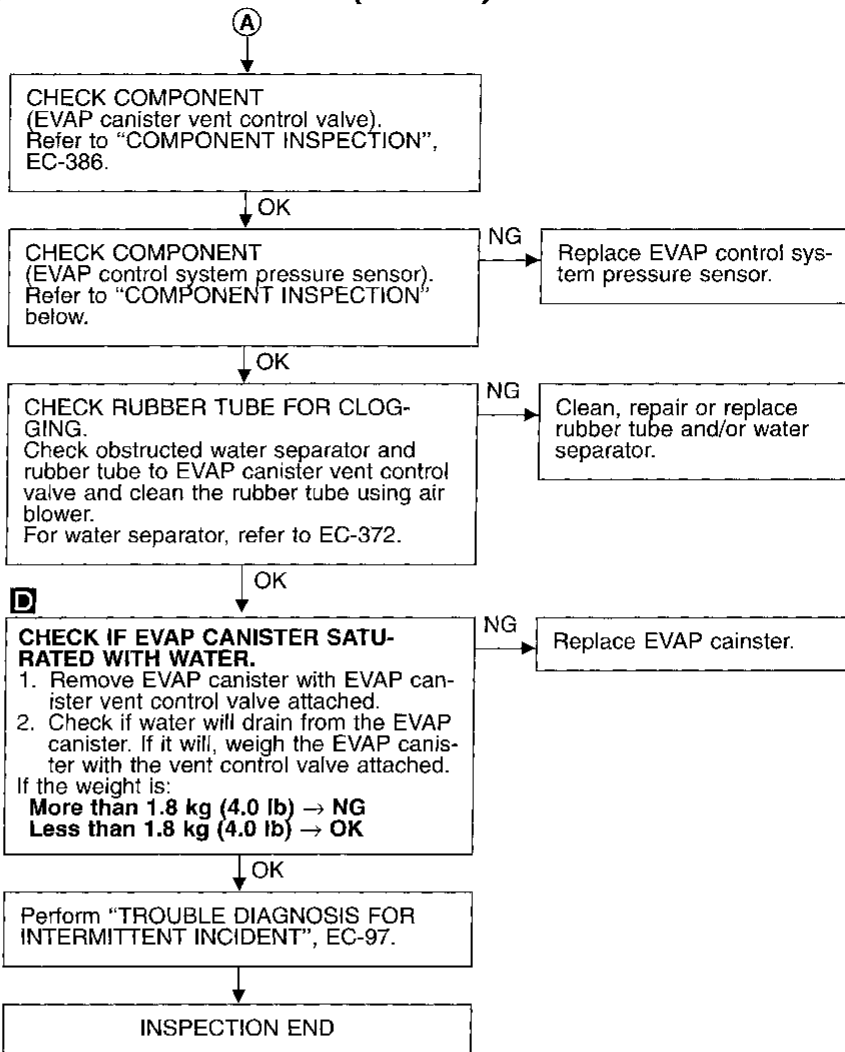 A
CHECK COMPONENT
(EVAP canister vent control valve).
Refer to “COMPONENT INSPECTION”,
EC-386.
OK
CHECK COMPONENT
(EVAP control system pressure sensor).
Refer to “COMPONENT INSPECTION”
below.
NG
Replace EVAP control sys-
tem pressure sensor.
OK
CHECK RUBBER TUBE FOR CLOG-
GING.
Check obstructed water separator and
rubber tube to EVAP canister vent control
valve and clean the rubber tube using air
blower.
For water separator, refer to EC-372.
NG
Clean, repair or replace
rubber tube and/or water
separator.
OK
D
CHECK IF EVAP CANISTER SATU-
RATED WITH WATER.
1. Remove EVAP canister with EVAP can-
ister vent control valve attached.
2. Check if water will drain from the EVAP
canister. If it will, weigh the EVAP canis-
ter with the vent control valve attached.
If the weight is:
More than 1.8 kg (4.0 lb) → NG
Less than 1.8 kg (4.0 lb) → OK
NG
Replace EVAP cainster.
OK
Perform “TROUBLE DIAGNOSIS FOR
INTERMITTENT INCIDENT”, EC-97.
INSPECTION END